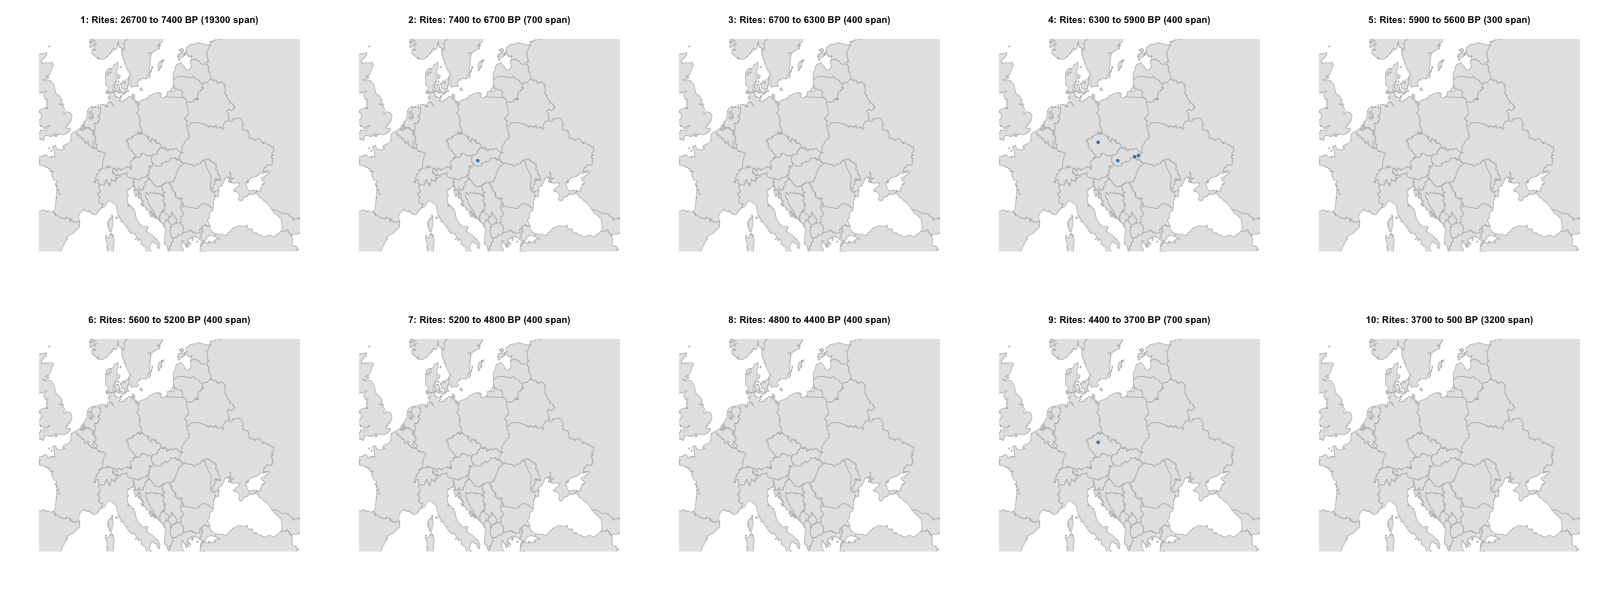 1: Rites: 26700 to 7400 BP (19300 span)
2: Rites: 7400 to 6700 BP (700 span)
3: Rites: 6700 to 6300 BP (400 span)
4: Rites: 6300 to 5900 BP (400 span)
5: Rites: 5900 to 5600 BP (300 span)
6: Rites: 5600 to 5200 BP (400 span)
7: Rites: 5200 to 4800 BP (400 span)
8: Rites: 4800 to 4400 BP (400 span)
9: Rites: 4400 to 3700 BP (700 span)
10: Rites: 3700 to 500 BP (3200 span)